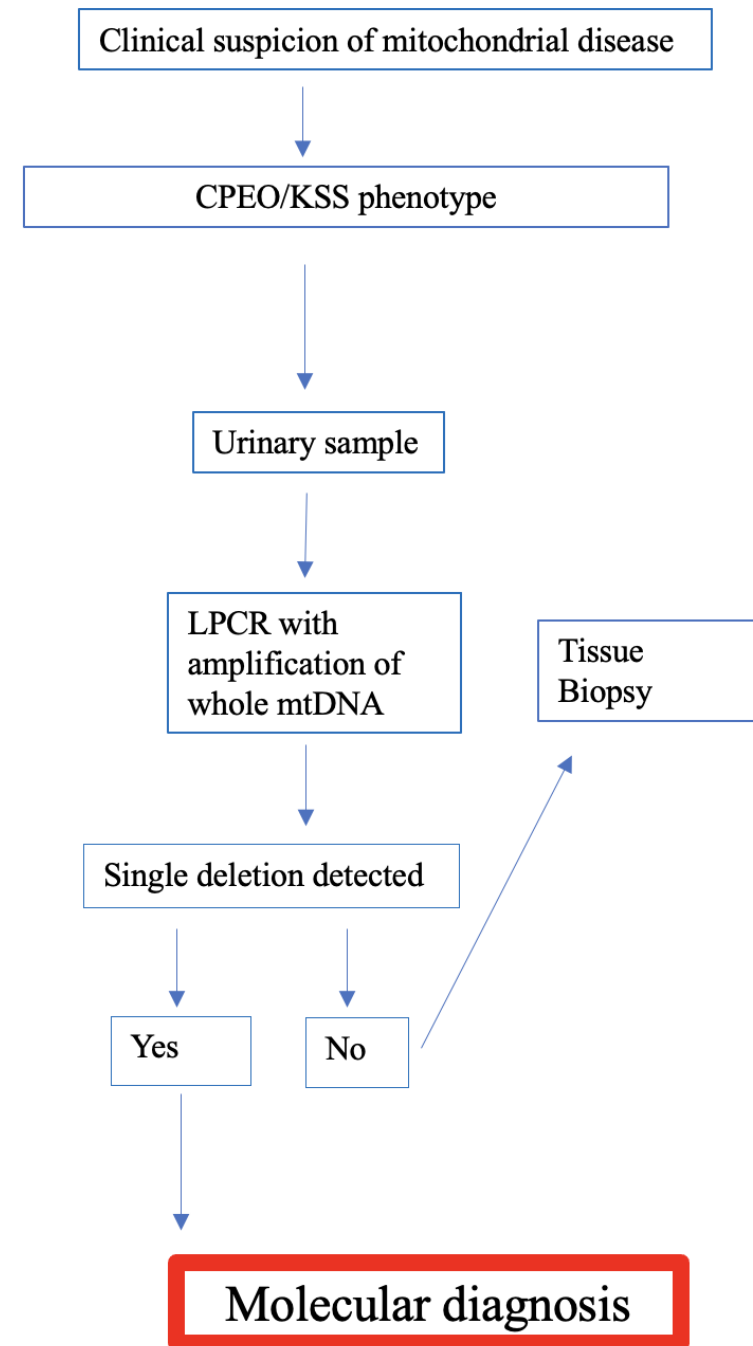 Clinical suspicion of mitochondrial disease
CPEO/KSS phenotype
Urinary sample
LPCR with
amplification of
whole mtDNA
Tissue
Biopsy
Single deletion detected
Yes
No
Molecular diagnosis